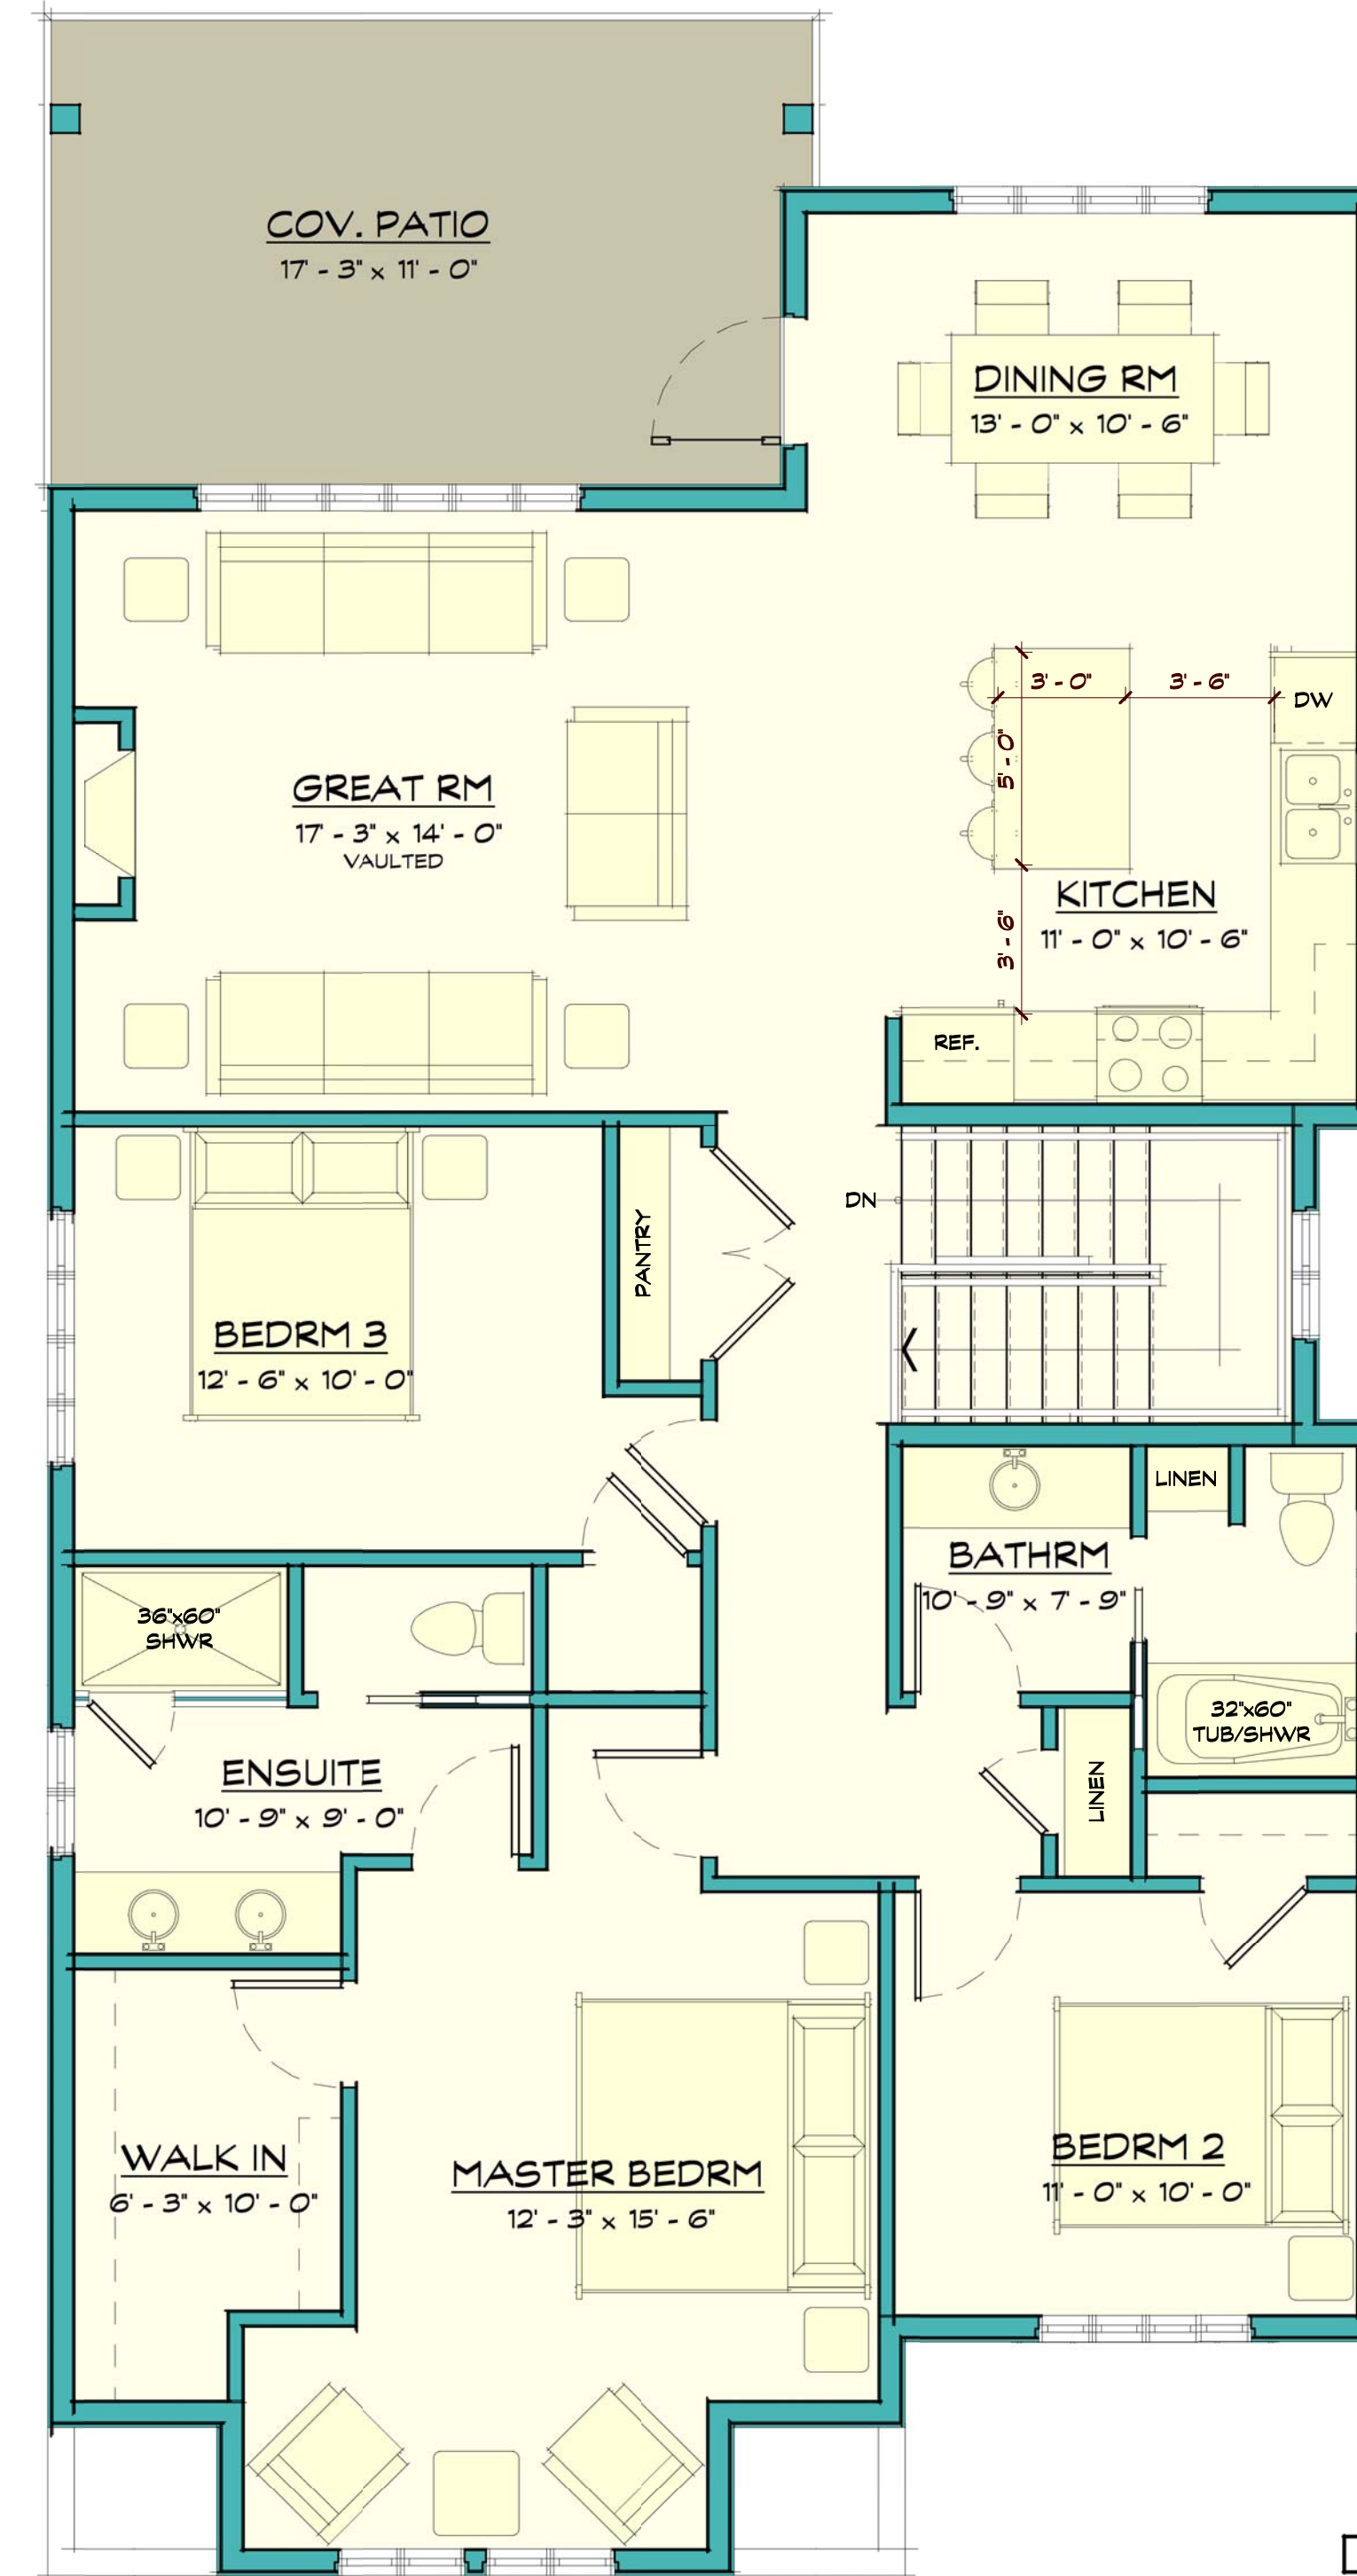 COV. PATIO
17' - 3" x 11' - 0"
DINING RM
13' - 0" x 10' - 6"
3' - 0"
3' - 6"
DW
5' - 0"
GREAT RM
17' - 3" x 14' - 0"
VAULTED
KITCHEN
11' - 0" x 10' - 6"
3' - 6"
REF.
DN
PANTRY
BEDRM 3
12' - 6" x 10' - 0"
LINEN
BATHRM
10' - 9" x 7' - 9"
36"x60"
SHWR
32"x60"
TUB/SHWR
ENSUITE
10' - 9" x 9' - 0"
LINEN
WALK IN
6' - 3" x 10' - 0"
MASTER BEDRM
12' - 3" x 15' - 6"
BEDRM 2
11' - 0" x 10' - 0"